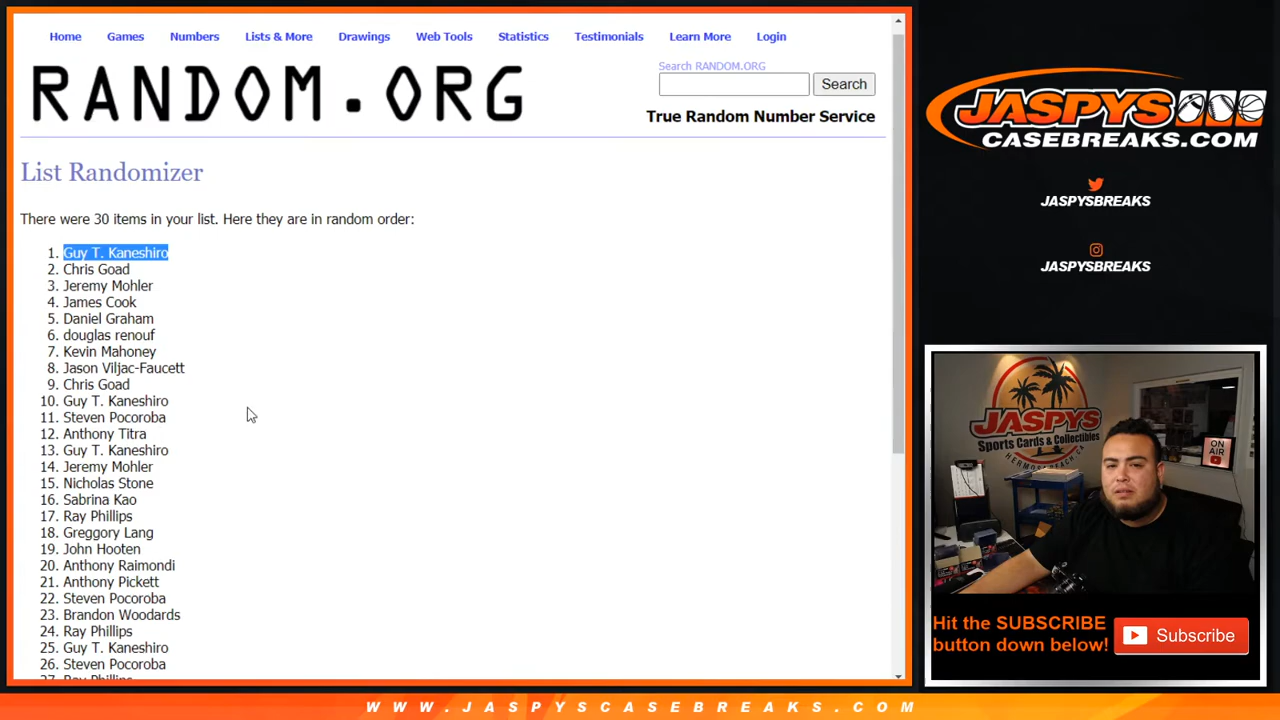 Home Games Numbers Lists & More Drawings Web Tools Statistics Testimonials Learn More Login
RANDOM.ORG
Search RANDOM.ORG
Search
True Random Number Service
List Randomizer
There were 30 items in your list. Here they are in random order:
1. Guy T. Kaneshiro
2. Chris Goad
3. Jeremy Mohler
4. James Cook
5. Daniel Graham
6. douglas renouf
7. Kevin Mahoney
8. Jason Viljac-Faucett
9. Chris Goad
10. Guy T. Kaneshiro
11. Steven Pocoroba
12. Anthony Titra
13. Guy T. Kaneshiro
14. Jeremy Mohler
15. Nicholas Stone
16. Sabrina Kao
17. Ray Phillips
18. Greggory Lang
19. John Hooten
20. Anthony Raimondi
21. Anthony Pickett
22. Steven Pocoroba
23. Brandon Woodards
24. Ray Phillips
25. Guy T. Kaneshiro
26. Steven Pocoroba
27. Ray Phillips
JASPYS
CASEBREAKS.COM
JASPYSBREAKS
JASPYSBREAKS
JASPYS
Sports Cards & Collectibles
HERMOSA BEACH, CA
ON AIR
Hit the SUBSCRIBE
button down below!
Subscribe
WWW.JASPYSCASEBREAKS.COM